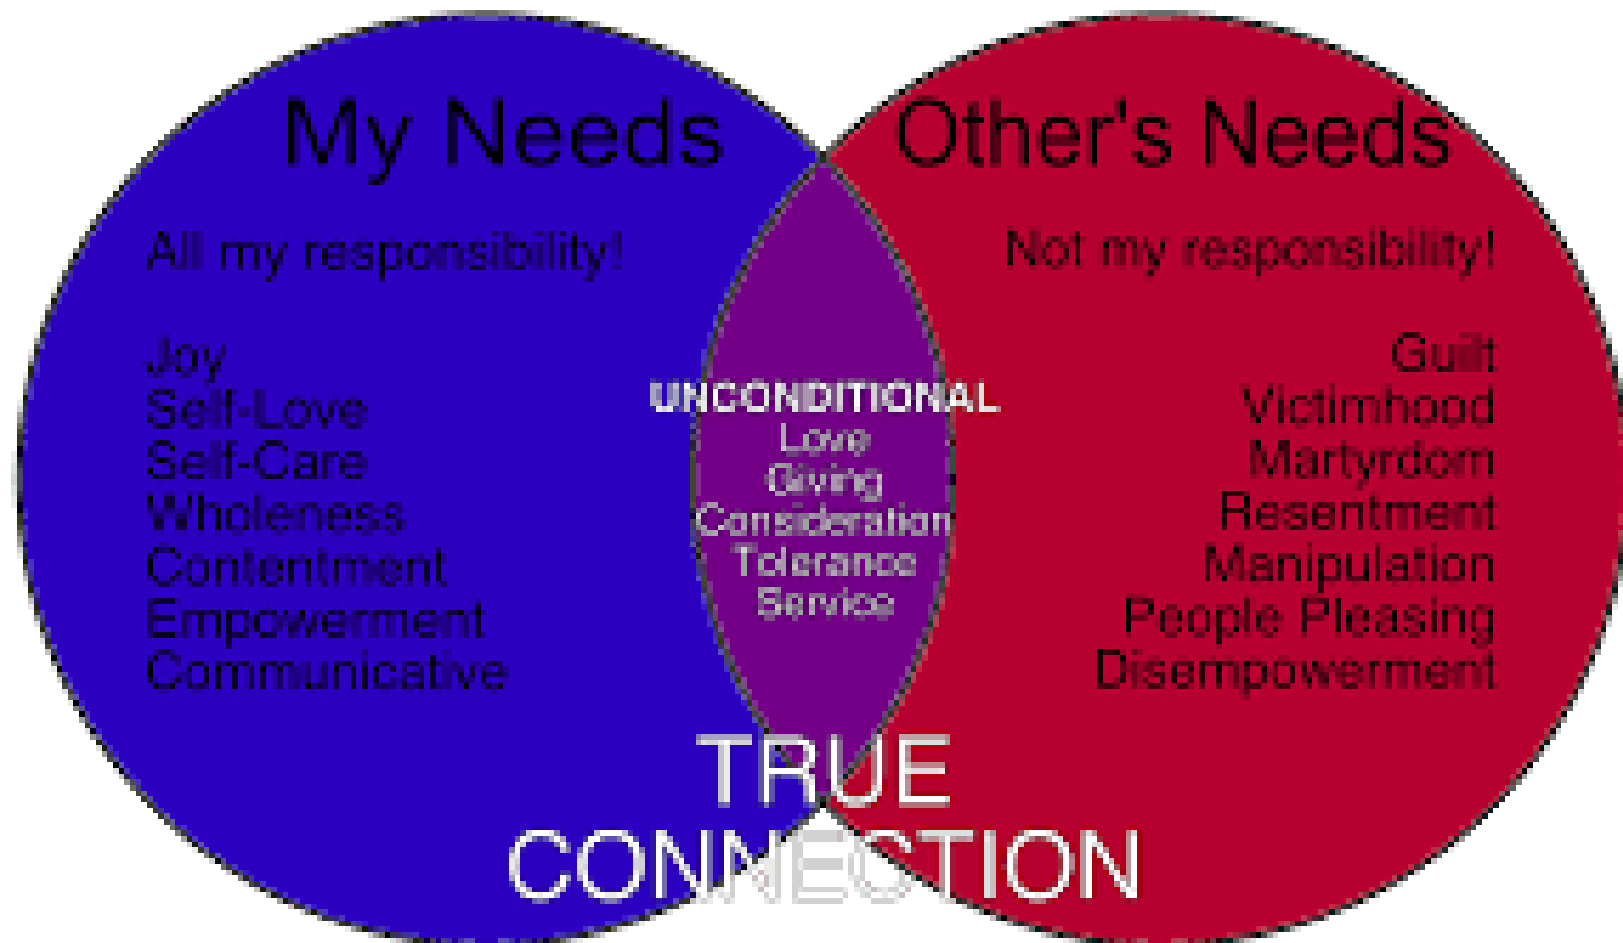 My Needs
All my responsibility!
Joy
Self-Love
Self-Care
Wholeness
Contentment
Empowerment
Communicative
UNCONDITIONAL
Love
Giving
Consideration
Tolerance
Service
Other's Needs
Not my responsibility!
Guilt
Victimhood
Martyrdom
Resentment
Manipulation
People Pleasing
Disempowerment
TRUE
CONNECTION